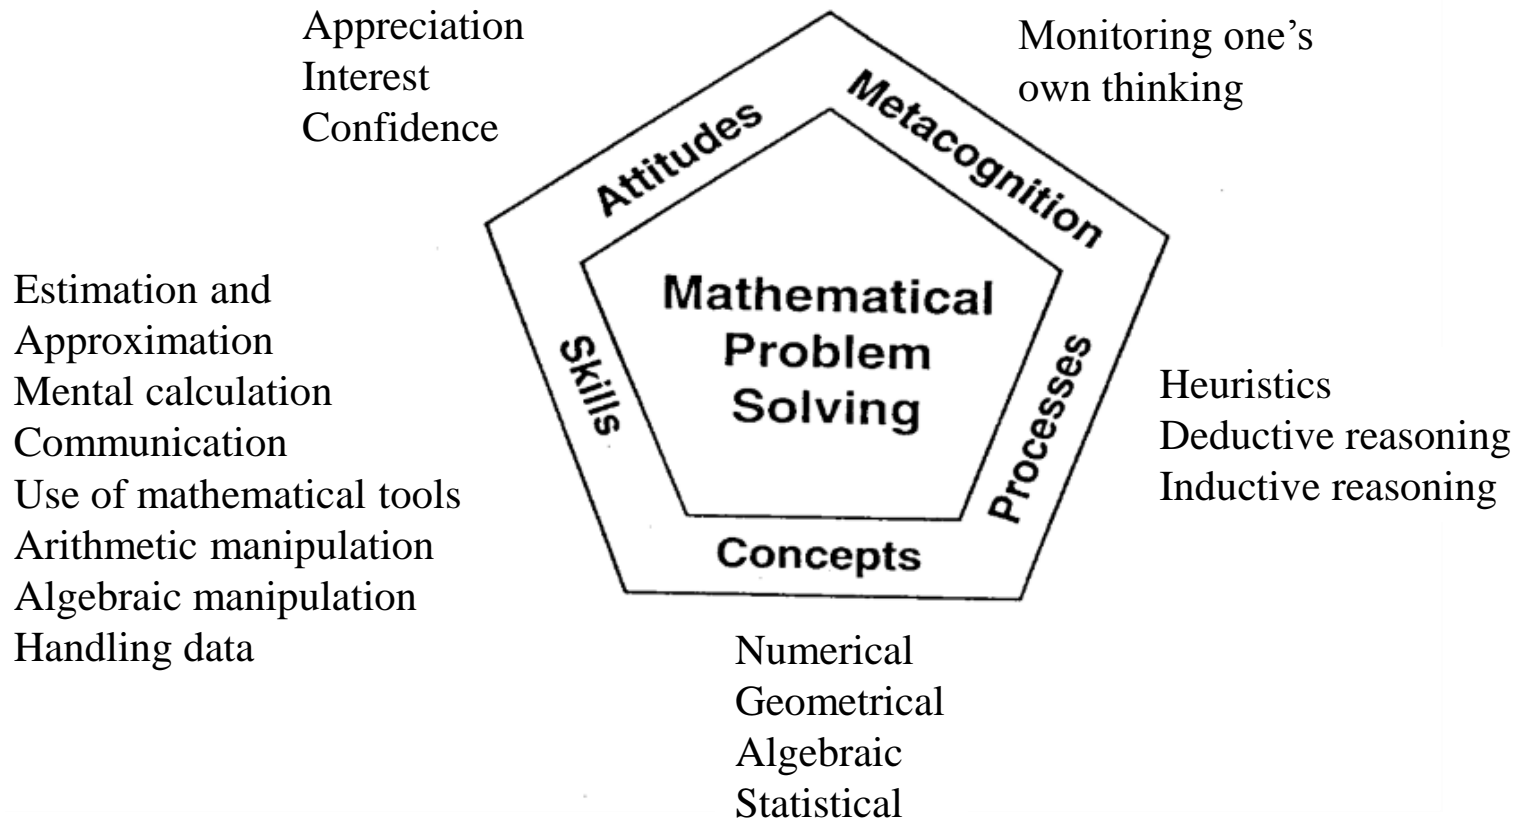 Appreciation
Interest
Confidence
Monitoring one’s
own thinking
Attitudes
Metacognition
Estimation and
Approximation
Mental calculation
Communication
Use of mathematical tools
Arithmetic manipulation
Algebraic manipulation
Handling data
Skills
Mathematical
Problem
Solving
Processes
Heuristics
Deductive reasoning
Inductive reasoning
Concepts
Numerical
Geometrical
Algebraic
Statistical